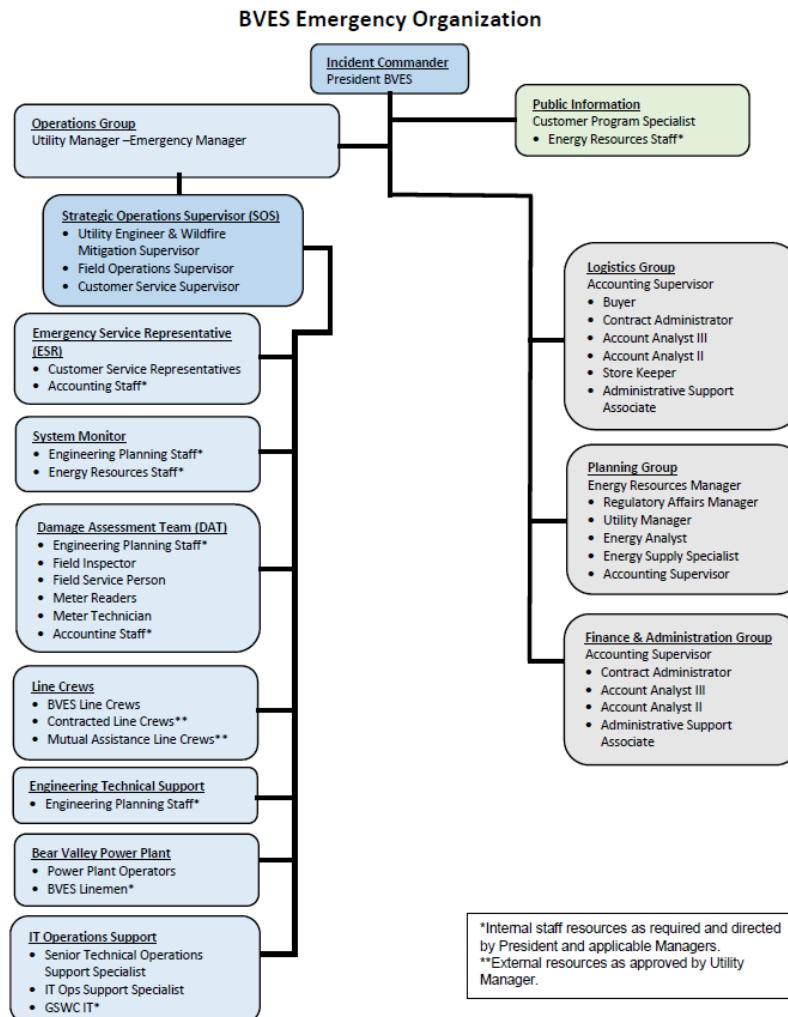 BVES Emergency Organization
Incident Commander
President BVES
Public Information
Customer Program Specialist
• Energy Resources Staff*
Operations Group
Utility Manager –Emergency Manager
Strategic Operations Supervisor (SOS)
• Utility Engineer & Wildfire
Mitigation Supervisor
• Field Operations Supervisor
• Customer Service Supervisor
Emergency Service Representative
(ESR)
• Customer Service Representatives
• Accounting Staff*
System Monitor
• Engineering Planning Staff*
• Energy Resources Staff*
Damage Assessment Team (DAT)
• Engineering Planning Staff*
• Field Inspector
• Field Service Person
• Meter Readers
• Meter Technician
• Accounting Staff*
Line Crews
• BVES Line Crews
• Contracted Line Crews**
• Mutual Assistance Line Crews**
Engineering Technical Support
• Engineering Planning Staff*
Bear Valley Power Plant
• Power Plant Operators
• BVES Linemen*
IT Operations Support
• Senior Technical Operations
Support Specialist
• IT Ops Support Specialist
• GSWC IT*
Logistics Group
Accounting Supervisor
• Buyer
• Contract Administrator
• Account Analyst III
• Account Analyst II
• Store Keeper
• Administrative Support
Associate
Planning Group
Energy Resources Manager
• Regulatory Affairs Manager
• Utility Manager
• Energy Analyst
• Energy Supply Specialist
• Accounting Supervisor
Finance & Administration Group
Accounting Supervisor
• Contract Administrator
• Account Analyst III
• Account Analyst II
• Administrative Support
Associate
*Internal staff resources as required and directed
by President and applicable Managers.
**External resources as approved by Utility
Manager.